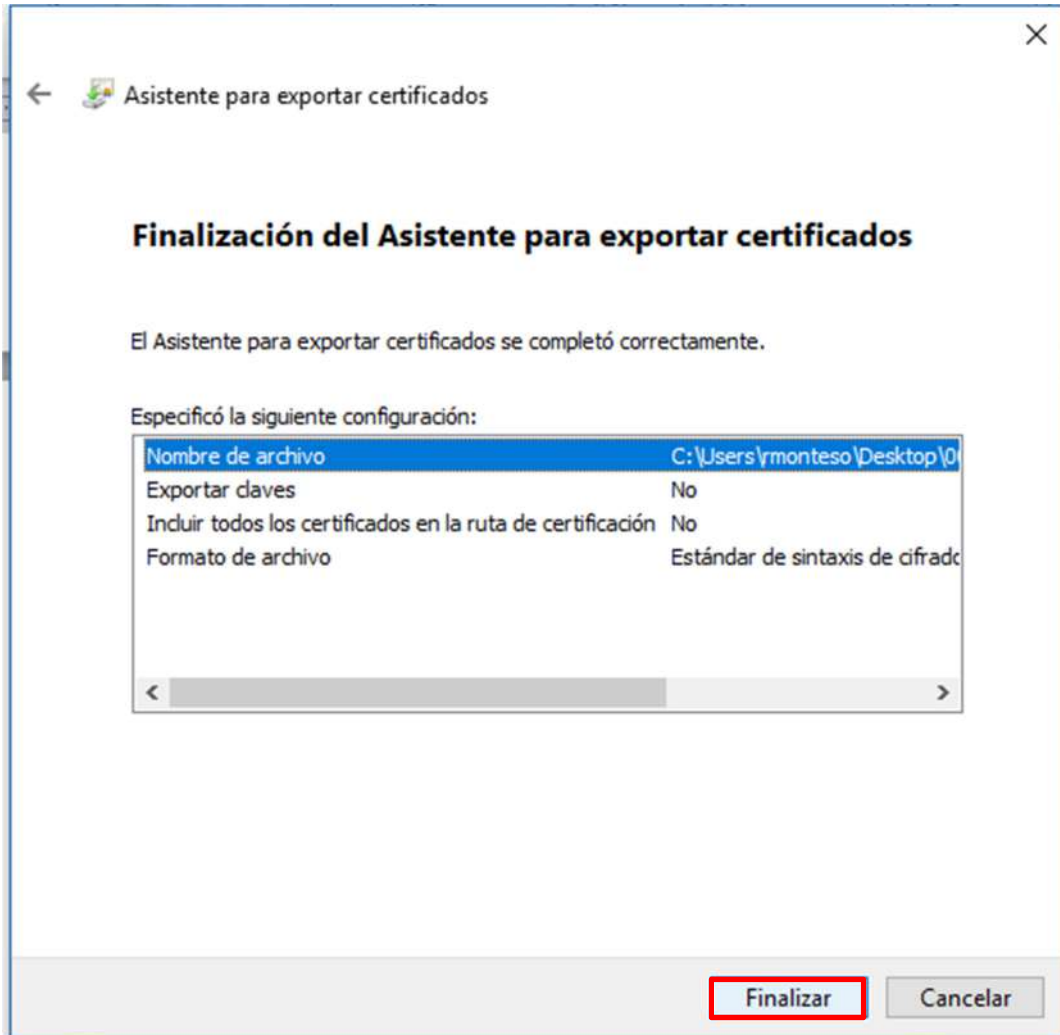 Asistente para exportar certificados
Finalización del Asistente para exportar certificados
El Asistente para exportar certificados se completó correctamente.
Especificó la siguiente configuración:
Nombre de archivo C:\Users\rmonteso\Desktop\0
Exportar claves No
Incluir todos los certificados en la ruta de certificación No
Formato de archivo Estándar de sintaxis de cifrado
Finalizar Cancelar